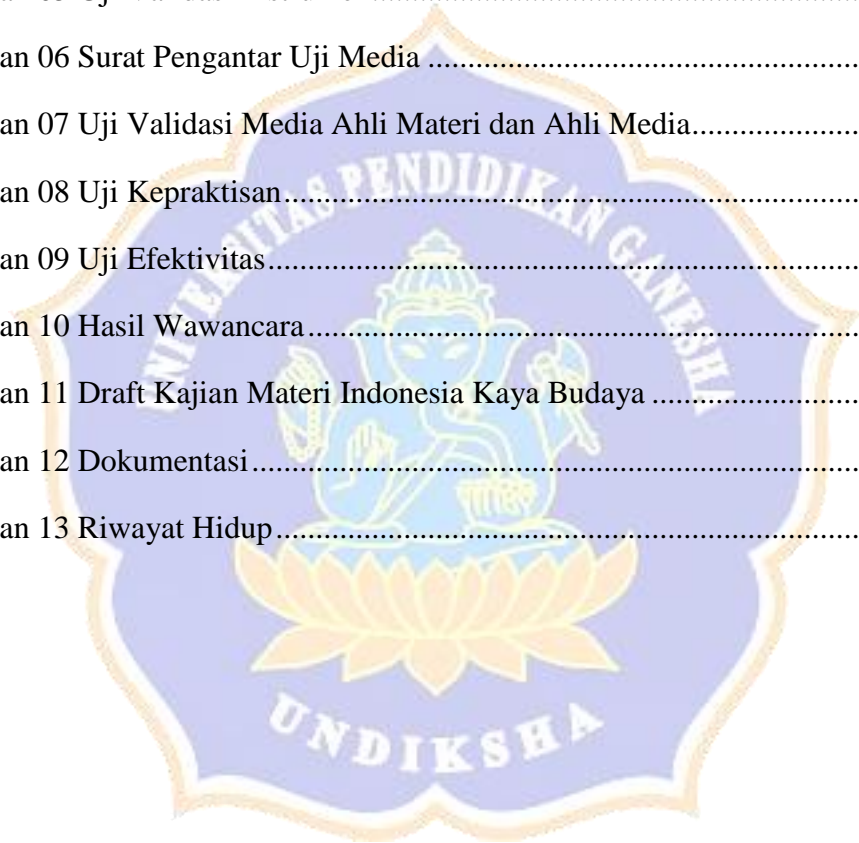 an 06 Surat Pengantar Uji Media ......................................................
an 07 Uji Validasi Media Ahli Materi dan Ahli Media.....................
an 08 Uji Kepraktisan.......................................................................
an 09 Uji Efektivitas.........................................................................
an 10 Hasil Wawancara....................................................................
an 11 Draft Kajian Materi Indonesia Kaya Budaya ..........................
an 12 Dokumentasi...........................................................................
an 13 Riwayat Hidup........................................................................
UNIVERSITAS PENDIDIKAN GANESHA
UNDIKSHA